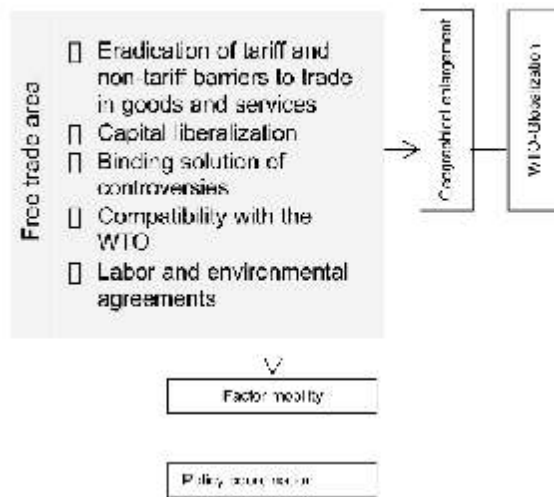 Free trade area
Eradication of tariff and
non-tariff barriers to trade
in goods and services
Capital liberalization
Binding solution of
controversies
Compatibility with the
WTO
Labor and environmental
agreements
Geographical enlargement
WTO-Globalization
Factor mobility
Policy coordination